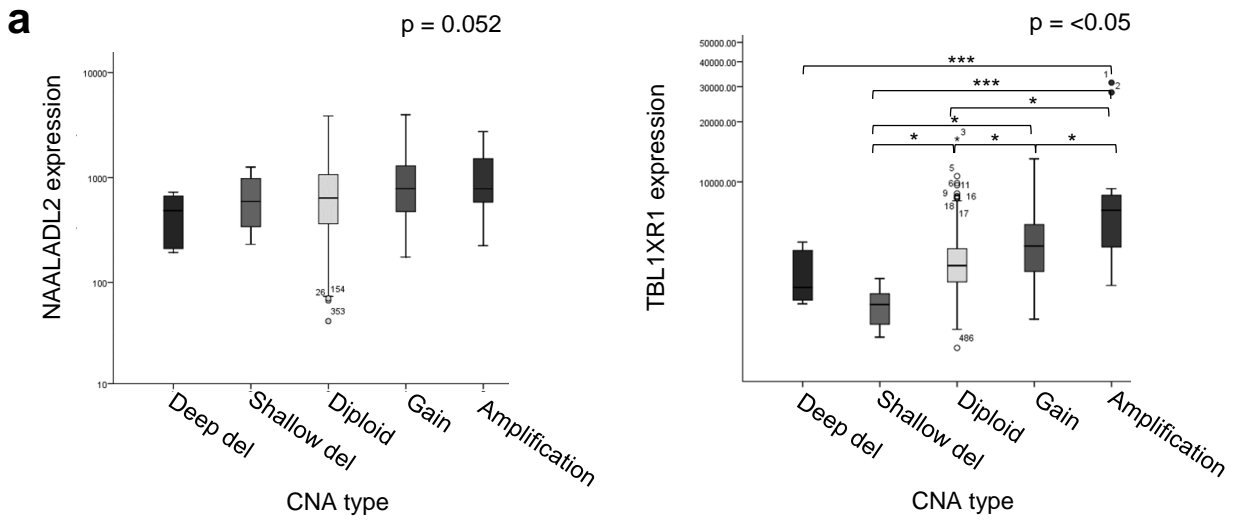 a
p = 0.052
NAALADL2 expression
10000
1000
100
10
26
154
353
Deep del
Shallow del
Diploid
Gain
Amplification
CNA type
p = <0.05
TBL1XR1 expression
50000.00
40000.00
30000.00
20000.00
10000.00
***
***
*
*
* * *
1
2
*3
5
6 11
9 16
18
17
486
Deep del
Shallow del
Diploid
Gain
Amplification
CNA type